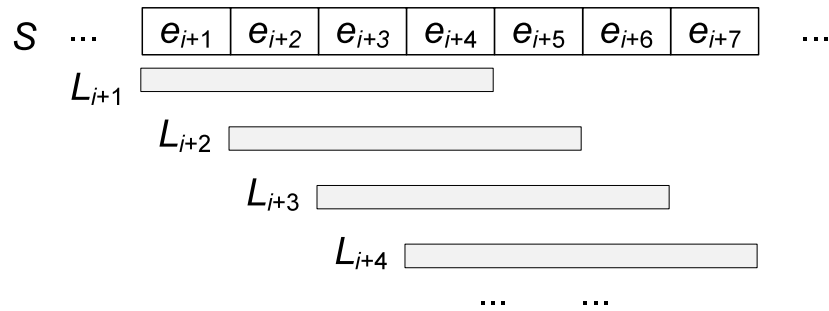 S ... e_{i+1} e_{i+2} e_{i+3} e_{i+4} e_{i+5} e_{i+6} e_{i+7} ...
L_{i+1}
L_{i+2}
L_{i+3}
L_{i+4}
... ...